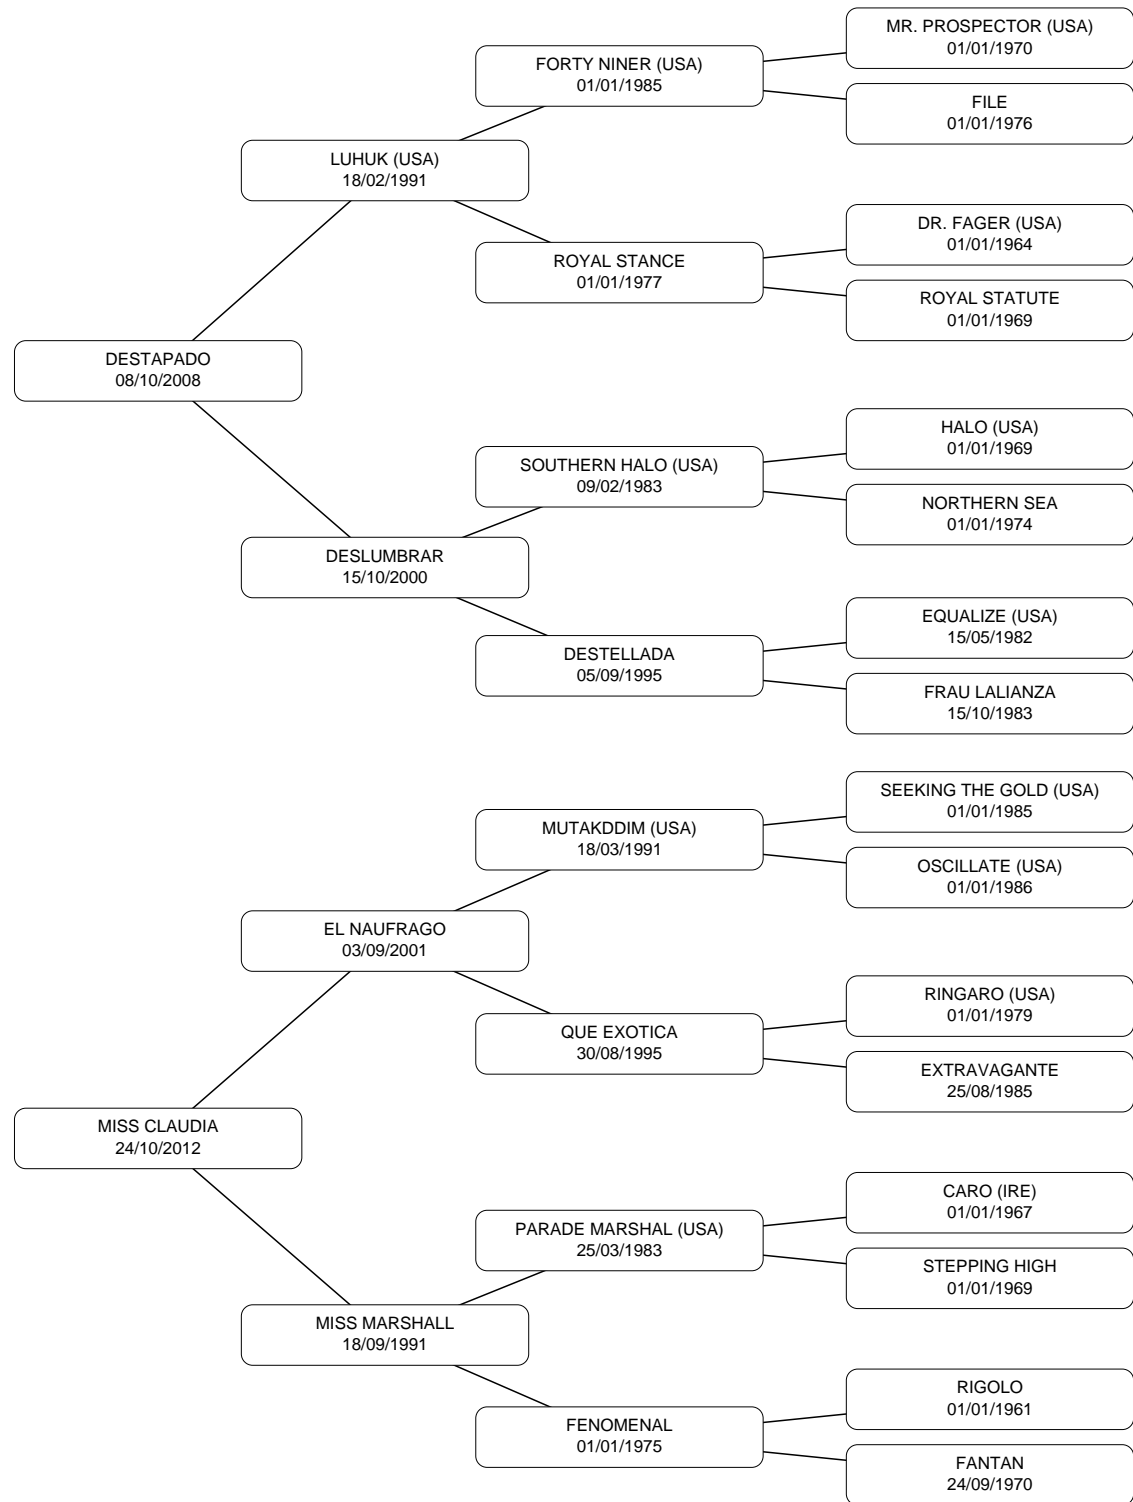 MR. PROSPECTOR (USA)
01/01/1970
FORTY NINER (USA)
01/01/1985
FILE
01/01/1976
LUHUK (USA)
18/02/1991
DR. FAGER (USA)
01/01/1964
ROYAL STANCE
01/01/1977
ROYAL STATUTE
01/01/1969
DESTAPADO
08/10/2008
HALO (USA)
01/01/1969
SOUTHERN HALO (USA)
09/02/1983
NORTHERN SEA
01/01/1974
DESLUMBRAR
15/10/2000
EQUALIZE (USA)
15/05/1982
DESTELLADA
05/09/1995
FRAU LALIANZA
15/10/1983
SEEKING THE GOLD (USA)
01/01/1985
MUTAKDDIM (USA)
18/03/1991
OSCILLATE (USA)
01/01/1986
EL NAUFRAGO
03/09/2001
RINGARO (USA)
01/01/1979
QUE EXOTICA
30/08/1995
EXTRAVAGANTE
25/08/1985
MISS CLAUDIA
24/10/2012
CARO (IRE)
01/01/1967
PARADE MARSHAL (USA)
25/03/1983
STEPPING HIGH
01/01/1969
MISS MARSHALL
18/09/1991
RIGOLO
01/01/1961
FENOMENAL
01/01/1975
FANTAN
24/09/1970